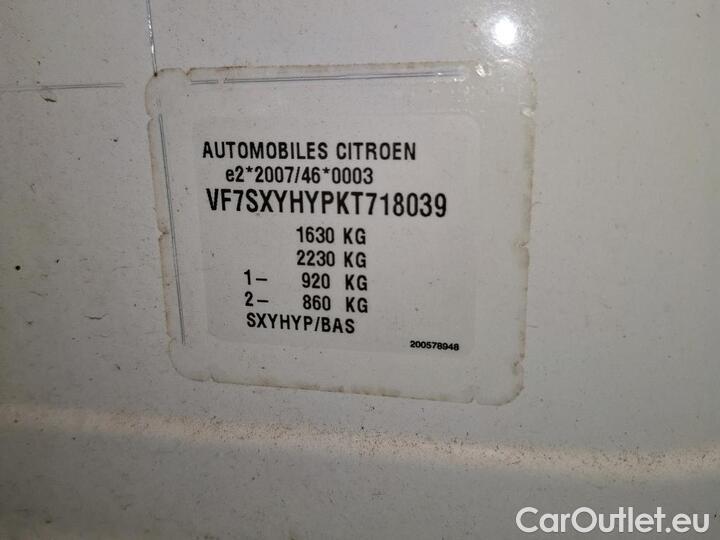 AUTOMOBILES CITROEN
e2*2007/46*0003
VF7SXYHYPKT718039
1630 KG
2230 KG
1- 920 KG
2- 860 KG
SXYHYP/BAS
200578948
CarOutlet.eu